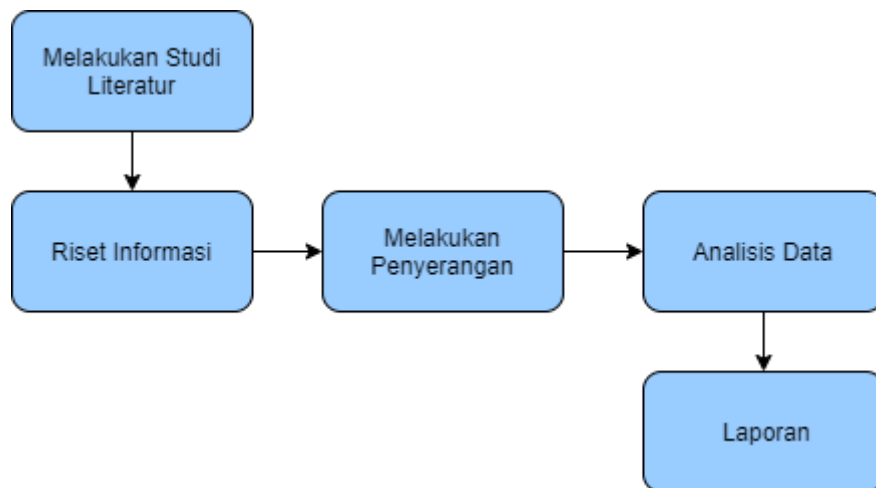 Melakukan Studi
Literatur
Riset Informasi
Melakukan
Penyerangan
Analisis Data
Laporan